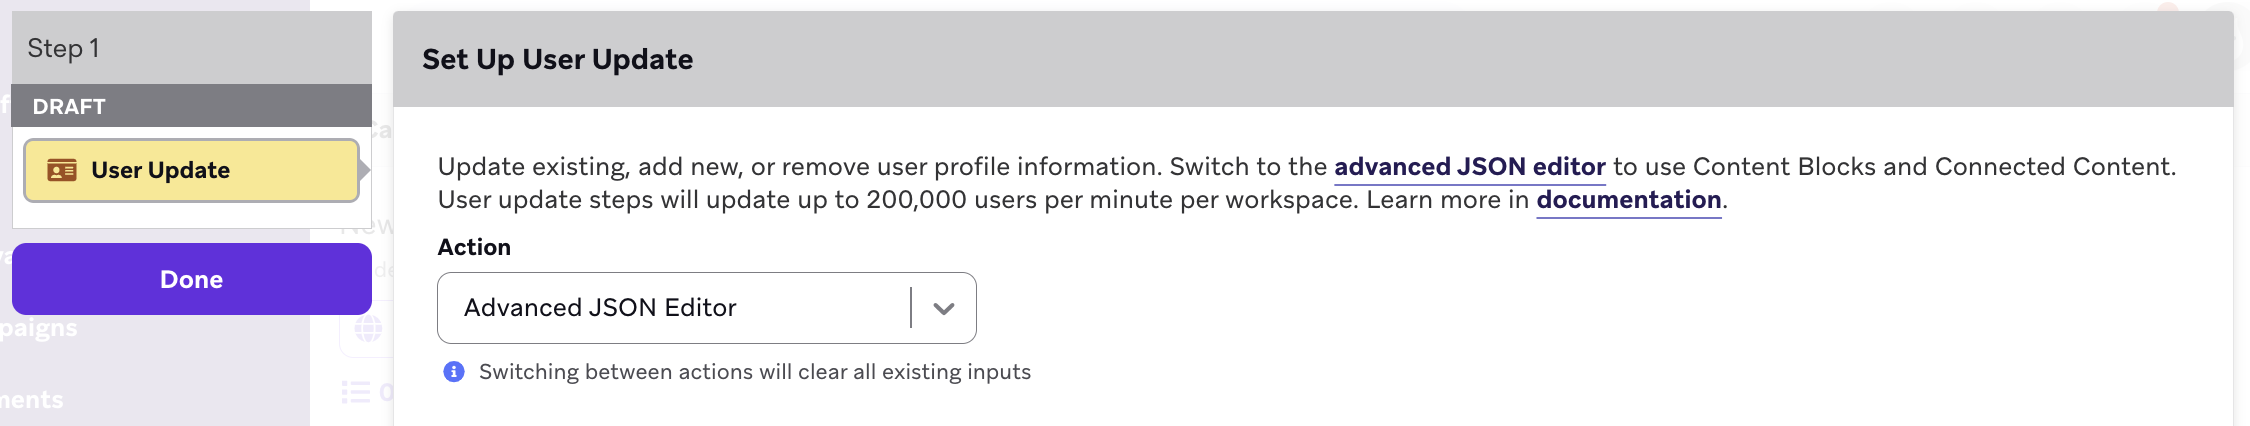 Step 1
DRAFT
User Update
Done
paigns
Set Up User Update
Update existing, add new, or remove user profile information. Switch to the advanced JSON editor to use Content Blocks and Connected Content.
User update steps will update up to 200,000 users per minute per workspace. Learn more in documentation.
Action
Advanced JSON Editor
Switching between actions will clear all existing inputs